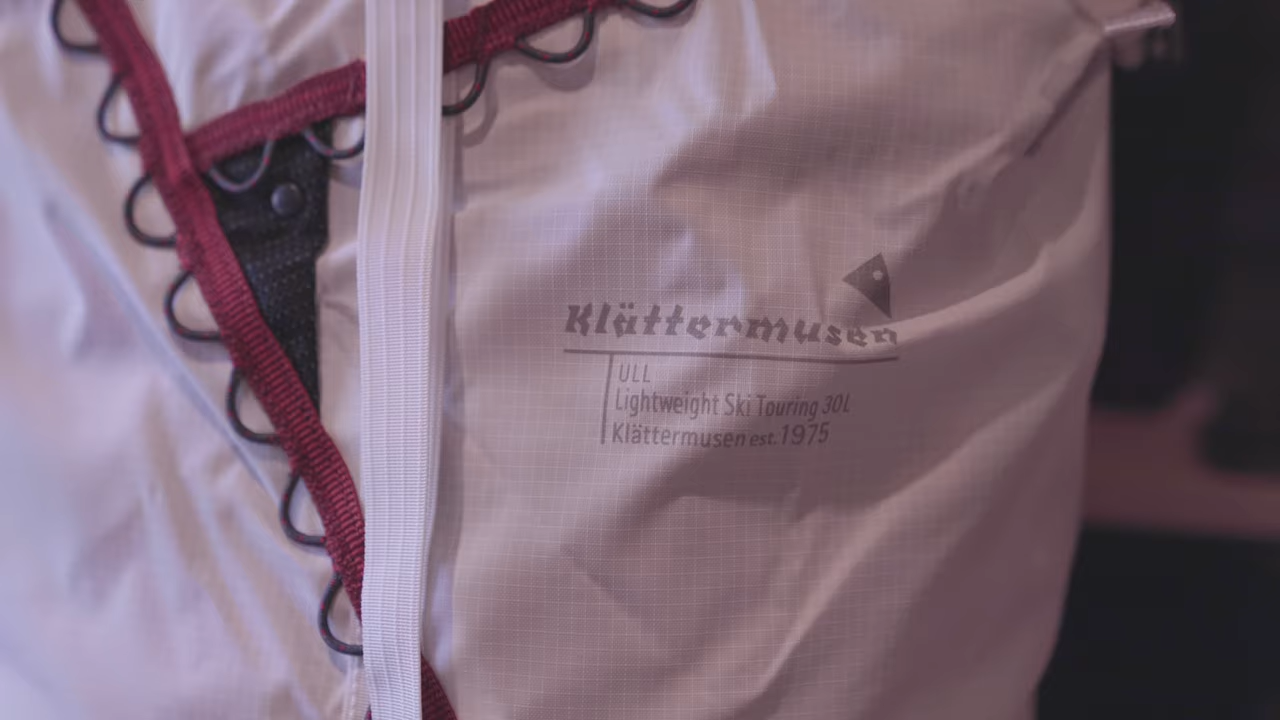 Klättermusen
ULL
Lightweight Ski Touring 30L
Klättermusen est. 1975